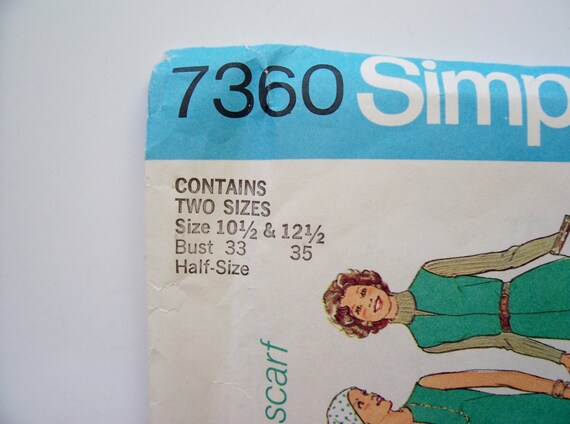 7360 Simp
CONTAINS
TWO SIZES
Size 10½ & 12½
Bust 33 35
Half-Size
scarf